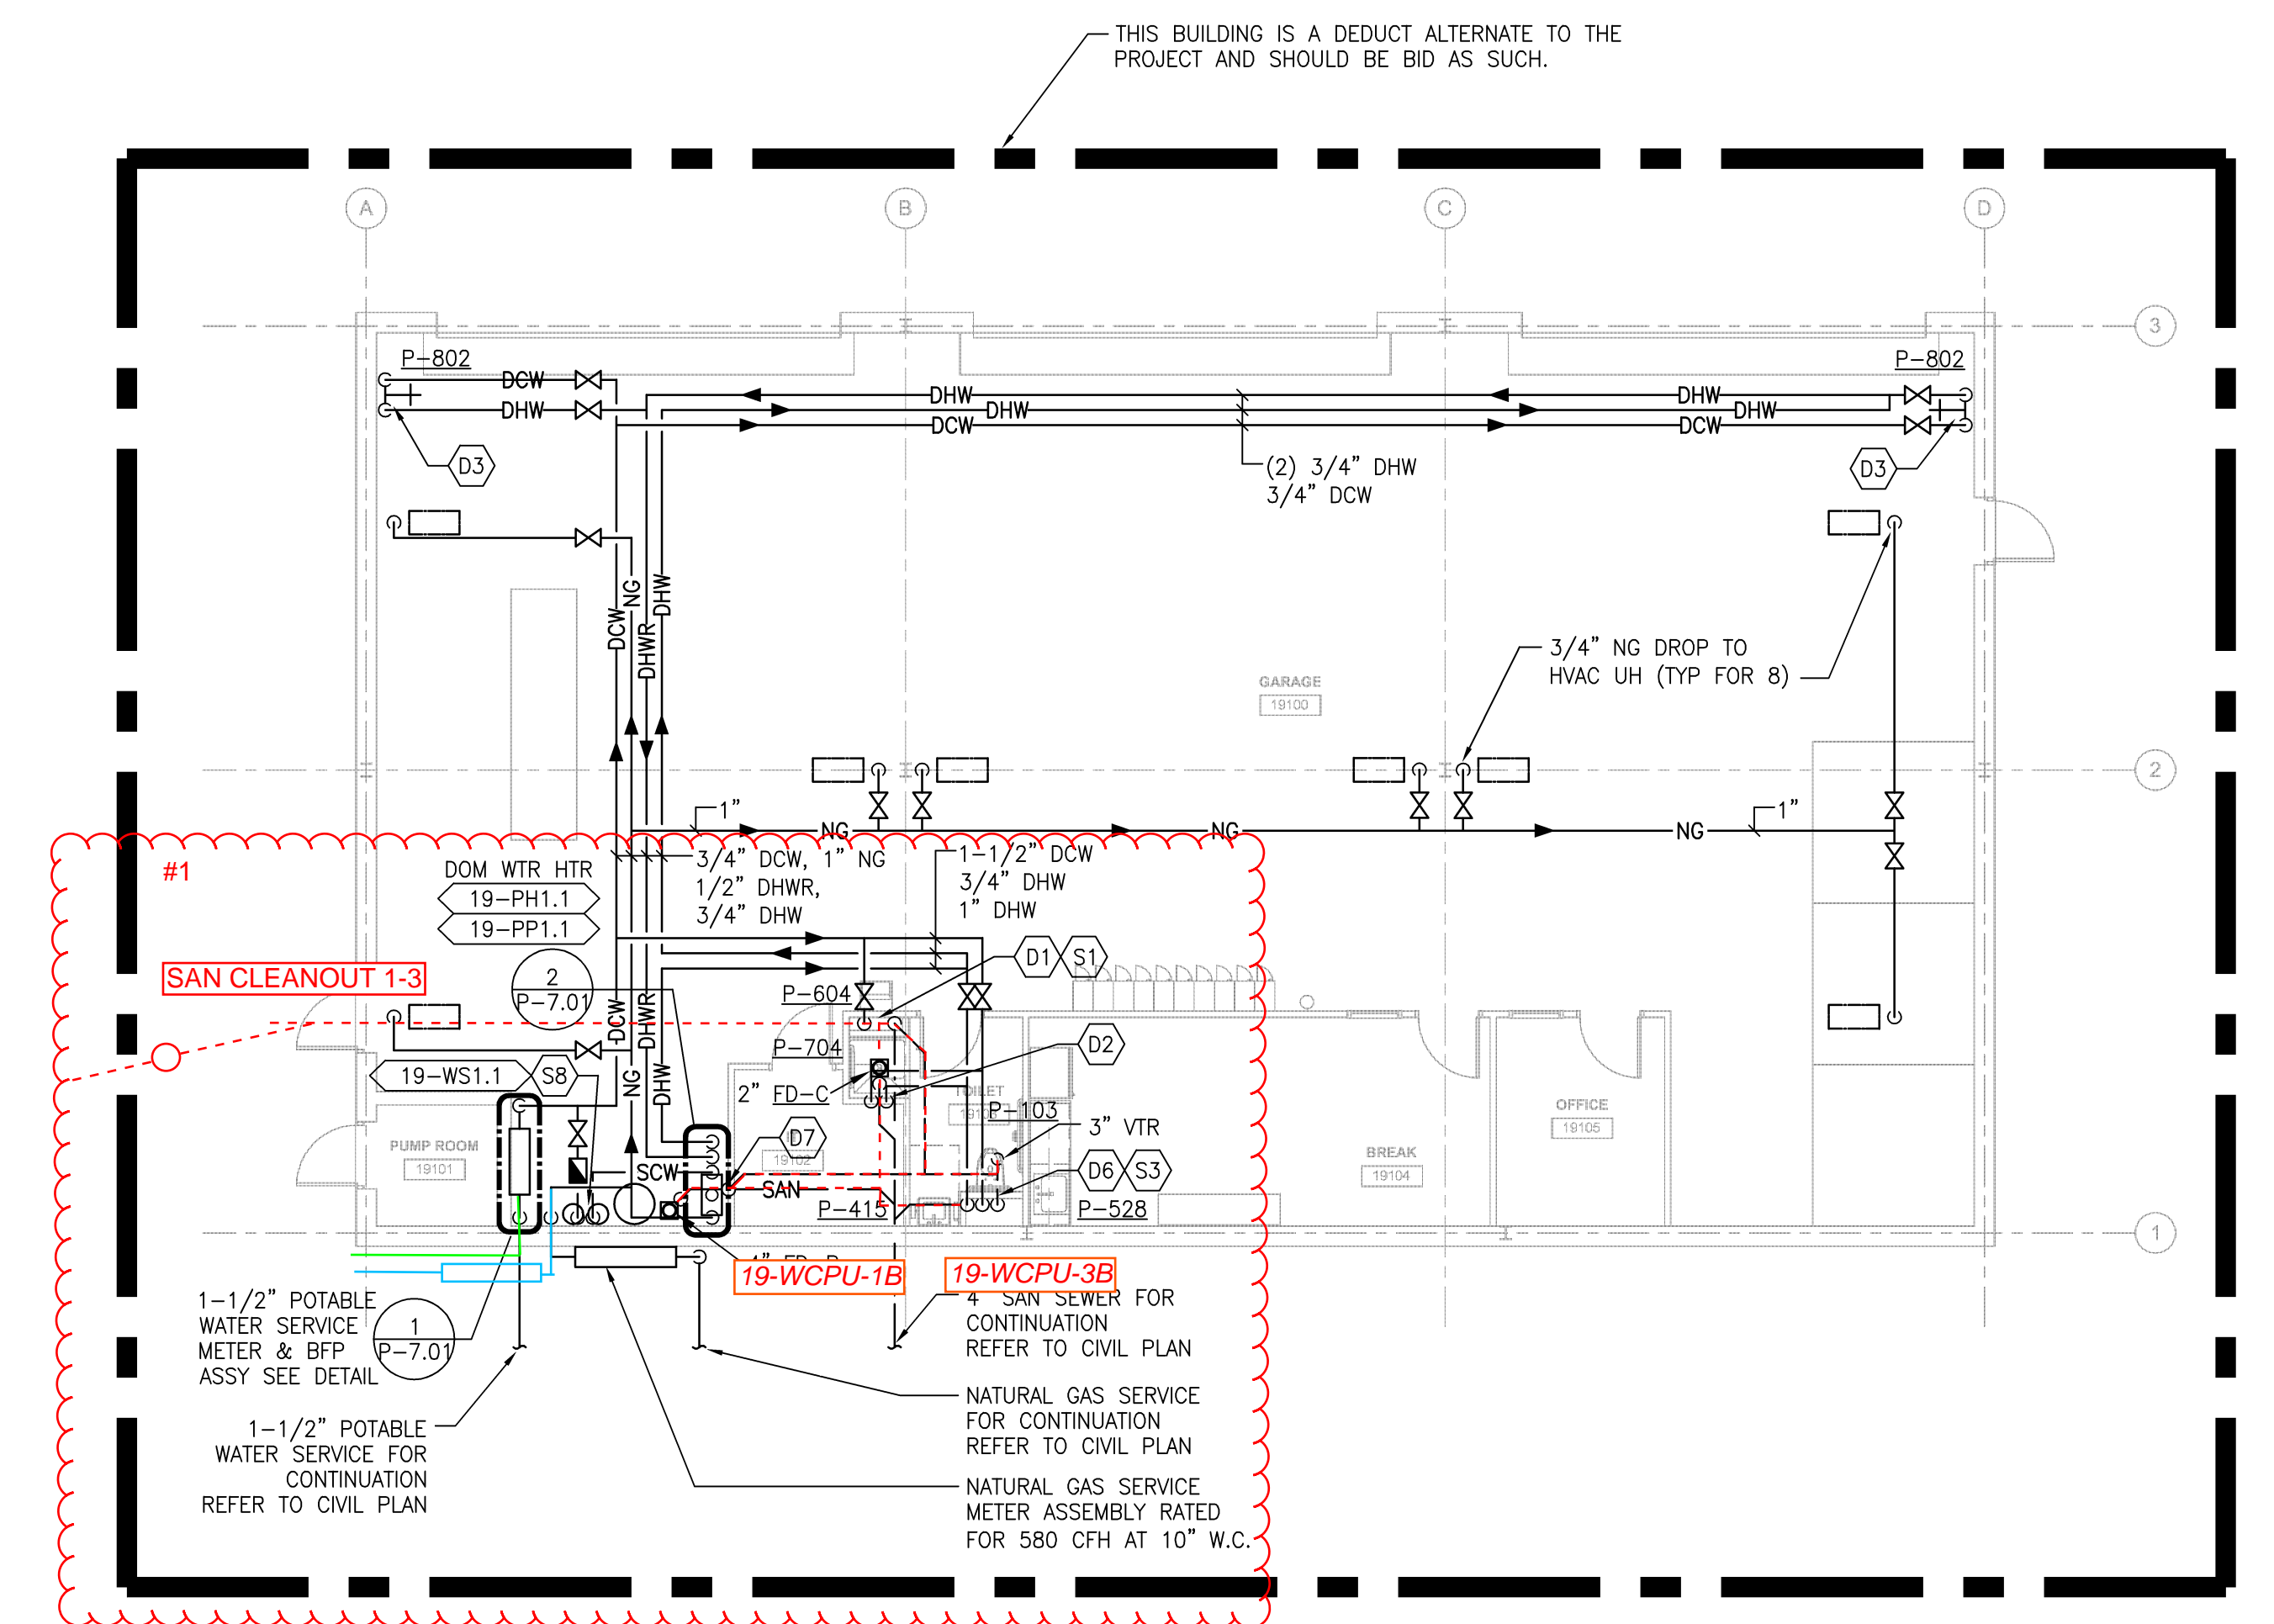 THIS BUILDING IS A DEDUCT ALTERNATE TO THE
PROJECT AND SHOULD BE BID AS SUCH.
A
B
C
D
3
P-802
P-802
DCW
DHW
DHW
DHW
DHW
DHW
DCW
DCW
D3
D3
(2) 3/4" DHW
3/4" DCW
NG
DHW
DCW
DHWR
3/4" NG DROP TO
HVAC UH (TYP FOR 8)
GARAGE
19100
2
1"
1"
NG
NG
NG
#1
DOM WTR HTR
19-PH1.1
19-PP1.1
3/4" DCW, 1" NG
1/2" DHWR,
3/4" DHW
1-1/2" DCW
3/4" DHW
1" DHW
D1
S1
SAN CLEANOUT 1-3
2
P-7.01
P-604
DCW
DHWR
P-704
D2
19-WS1.1
S8
NG
DHW
2" FD-C
TOILET
P-103
3" VTR
OFFICE
19105
PUMP ROOM
19101
D7
19102
BREAK
19104
SCW
SAN
D6
S3
P-415
P-528
1
19-WCPU-1B
19-WCPU-3B
4" SAN SEWER FOR
CONTINUATION
REFER TO CIVIL PLAN
1-1/2" POTABLE
WATER SERVICE
METER & BFP
ASSY SEE DETAIL
1
P-7.01
NATURAL GAS SERVICE
FOR CONTINUATION
REFER TO CIVIL PLAN
1-1/2" POTABLE
WATER SERVICE FOR
CONTINUATION
REFER TO CIVIL PLAN
NATURAL GAS SERVICE
METER ASSEMBLY RATED
FOR 580 CFH AT 10" W.C.